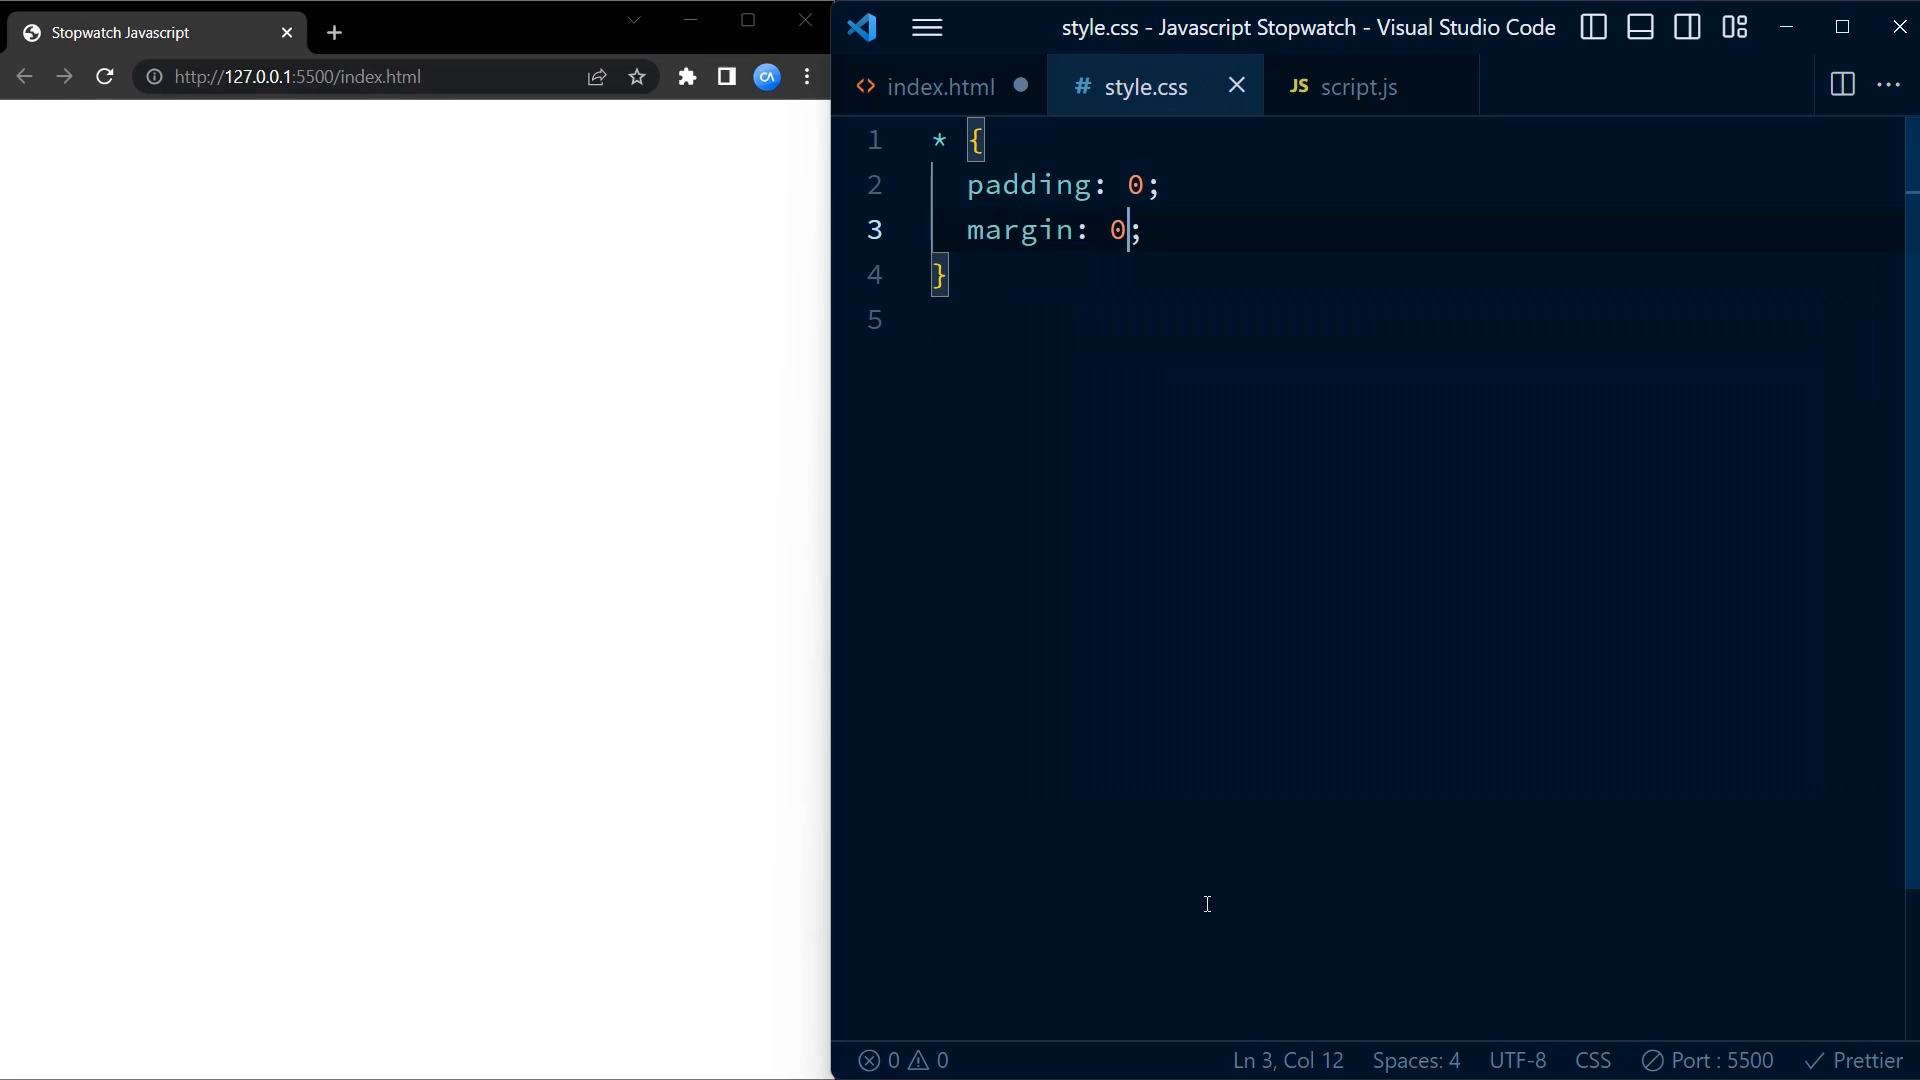 Stopwatch Javascript
http://127.0.0.1:5500/index.html
CA
style.css - Javascript Stopwatch - Visual Studio Code
<> index.html
# style.css
JS script.js
1 * {
2 padding: 0;
3 margin: 0;
4 }
5
0 0
Ln 3, Col 12
Spaces: 4
UTF-8
CSS
Port : 5500
Prettier